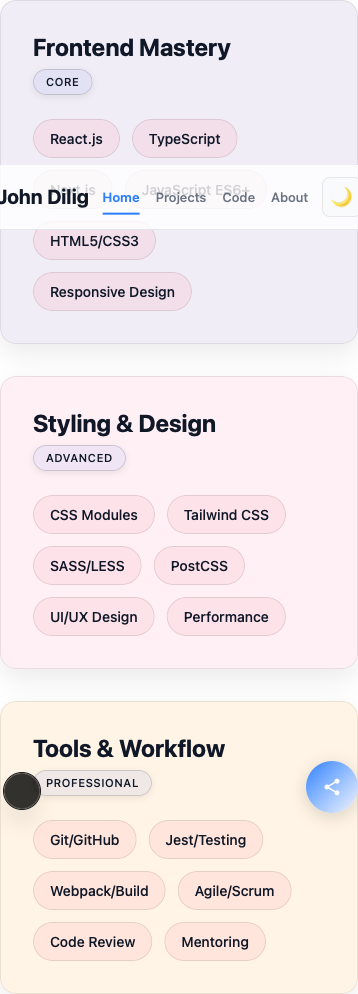 Frontend Mastery
CORE
React.js TypeScript
Next.js JavaScript ES6+
John Dilig Home Projects Code About
HTML5/CSS3
Responsive Design
Styling & Design
ADVANCED
CSS Modules Tailwind CSS
SASS/LESS PostCSS
UI/UX Design Performance
Tools & Workflow
PROFESSIONAL
Git/GitHub Jest/Testing
Webpack/Build Agile/Scrum
Code Review Mentoring